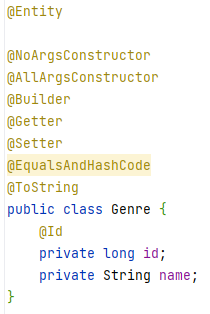 @Entity
@NoArgsConstructor
@AllArgsConstructor
@Builder
@Getter
@Setter
@EqualsAndHashCode
@ToString
public class Genre {
    @Id
    private long id;
    private String name;
}